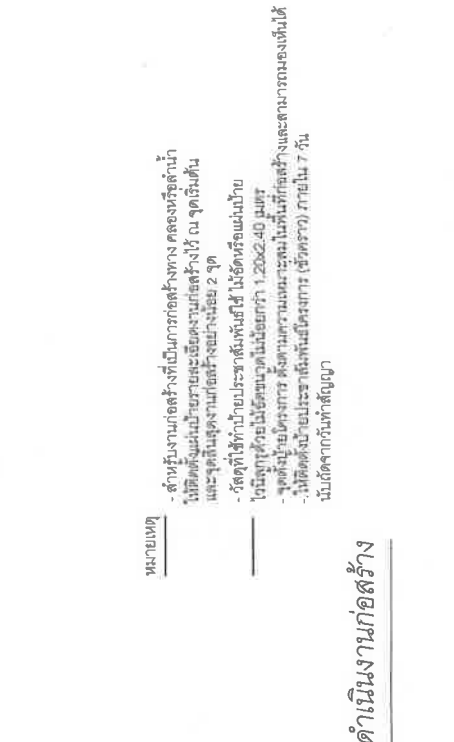 หมายเหตุ
- สำหรับงานก่อสร้างที่เป็นการก่อสร้างทาง คลองหรือลำน้ำ
ให้ติดตั้งแผ่นป้ายรายละเอียดงานก่อสร้างไว้ ณ จุดเริ่มต้น
และจุดสิ้นสุดงานก่อสร้างอย่างน้อย 2 จุด
- วัสดุที่ใช้ทำป้ายประชาสัมพันธ์ใช้ ไม้อัดหรือแผ่นป้าย
ไวนิลกรุด้วยไม้อัดขนาดไม่น้อยกว่า 1.20x2.40 เมตร
- จุดตั้งป้ายโครงการ ตั้งตามความเหมาะสมในพื้นที่ก่อสร้างและสามารถมองเห็นได้
- ให้ติดตั้งป้ายประชาสัมพันธ์โครงการ (ชั่วคราว) ภายใน 7 วัน
นับถัดจากวันทำสัญญา
ดำเนินงานก่อสร้าง